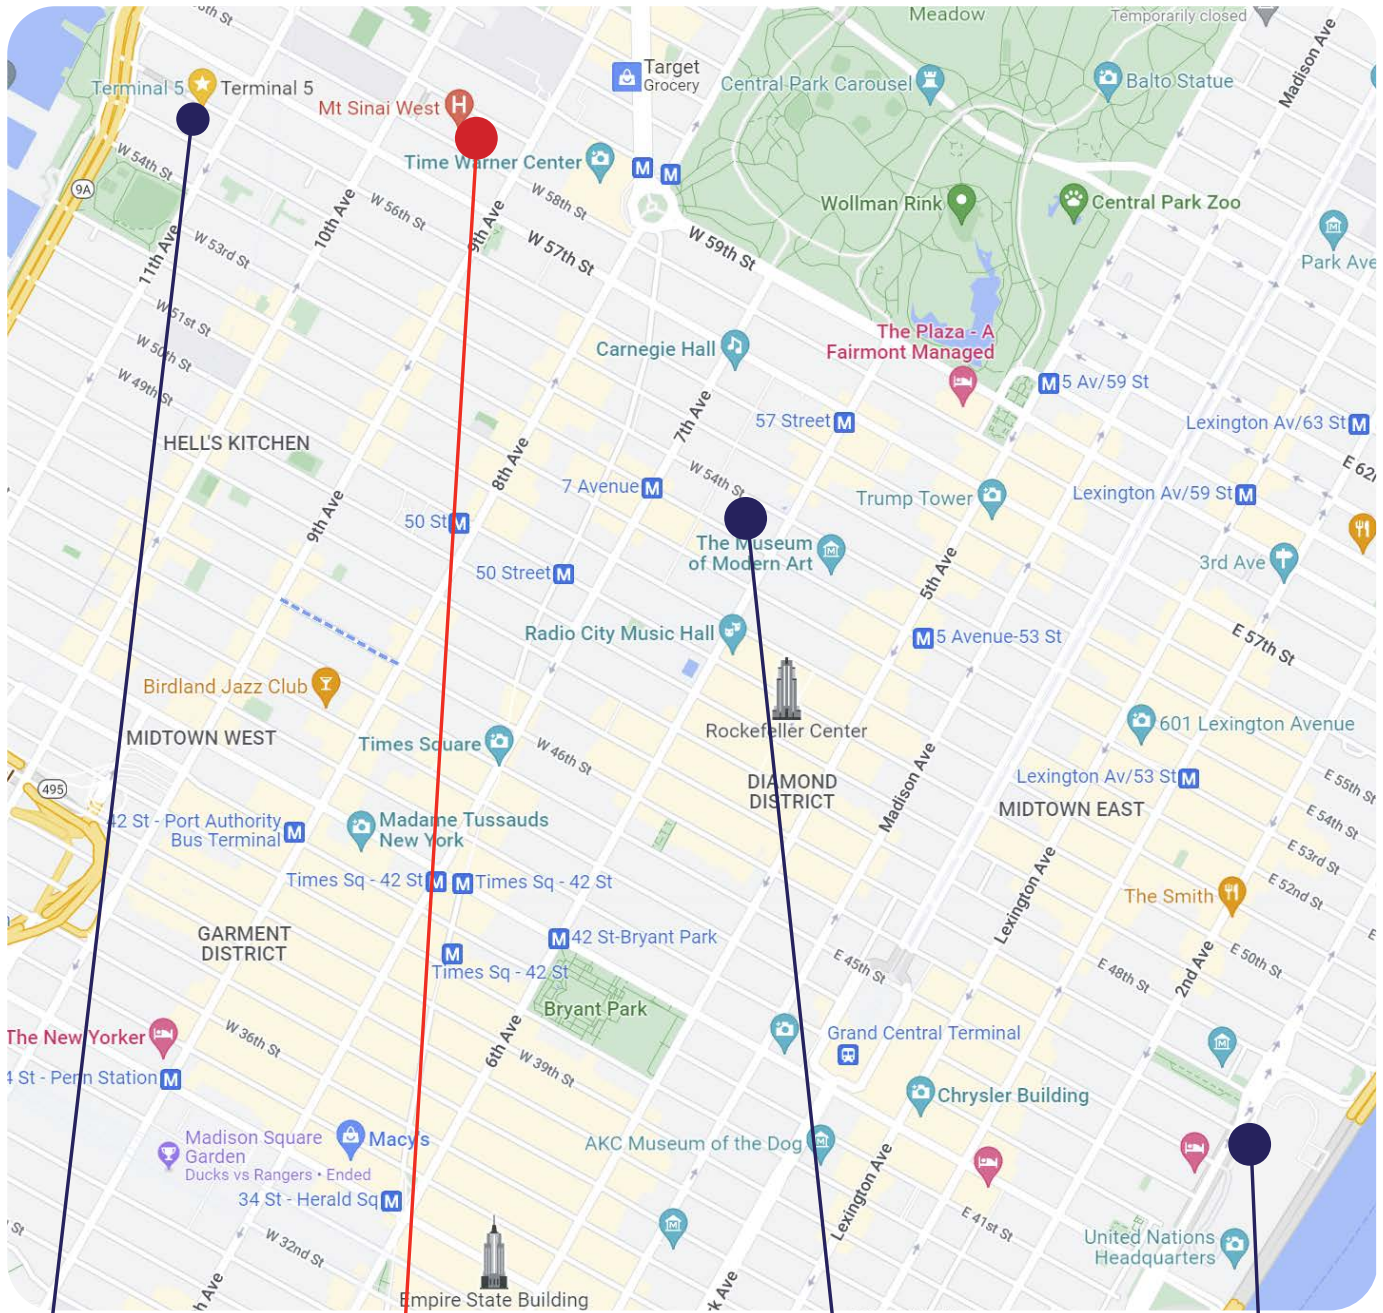 Meadow
Temporarily closed
Madison Ave
Target
Grocery
Terminal 5
Terminal 5
Mt Sinai West
Central Park Carousel
Balto Statue
Time Warner Center
W 54th St
9A
W 58th St
W 56th St
10th Ave
9th Ave
Wollman Rink
Central Park Zoo
W 53rd St
11th Ave
W 57th St
W 59th St
Park Ave
W 51st St
W 50th St
W 49th St
Carnegie Hall
The Plaza - A
Fairmont Managed
5 Av/59 St
7th Ave
57 Street
Lexington Av/63 St
HELL'S KITCHEN
8th Ave
W 54th St
7 Avenue
Trump Tower
Lexington Av/59 St
9th Ave
50 St
The Museum
of Modern Art
5th Ave
3rd Ave
50 Street
Radio City Music Hall
5 Avenue-53 St
E 57th St
Birdland Jazz Club
Rockefeller Center
601 Lexington Avenue
MIDTOWN WEST
Times Square
W 46th St
Madison Ave
DIAMOND
DISTRICT
Lexington Av/53 St
E 55th St
495
MIDTOWN EAST
E 54th St
42 St - Port Authority
Bus Terminal
Madame Tussauds
New York
E 53rd St
Times Sq - 42 St
Times Sq - 42 St
Lexington Ave
The Smith
E 52nd St
GARMENT
DISTRICT
42 St-Bryant Park
Times Sq - 42 St
E 45th St
E 48th St
2nd Ave
E 50th St
Bryant Park
The New Yorker
W 36th St
6th Ave
Grand Central Terminal
4 St - Penn Station
W 39th St
Chrysler Building
Madison Square
Garden
Ducks vs Rangers • Ended
Macy's
AKC Museum of the Dog
Lexington Ave
34 St - Herald Sq
E 41st St
W 32nd St
United Nations
Headquarters
Empire State Building